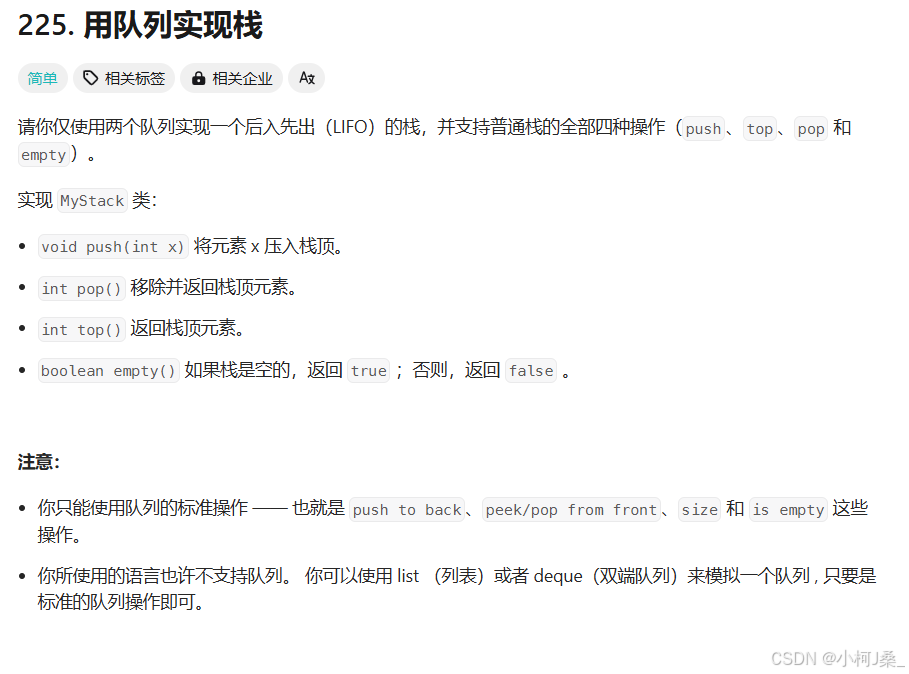 225. 用队列实现栈
简单 相关标签 相关企业 Aあ
请你仅使用两个队列实现一个后入先出（LIFO）的栈，并支持普通栈的全部四种操作（push、top、pop 和
empty）。
实现 MyStack 类：
• void push(int x) 将元素 x 压入栈顶。
• int pop() 移除并返回栈顶元素。
• int top() 返回栈顶元素。
• boolean empty() 如果栈是空的，返回 true ；否则，返回 false 。
注意：
• 你只能使用队列的标准操作 —— 也就是 push to back、peek/pop from front、size 和 is empty 这些
操作。
• 你所使用的语言也许不支持队列。 你可以使用 list （列表）或者 deque（双端队列）来模拟一个队列 , 只要是
标准的队列操作即可。
CSDN @小柯J桑_